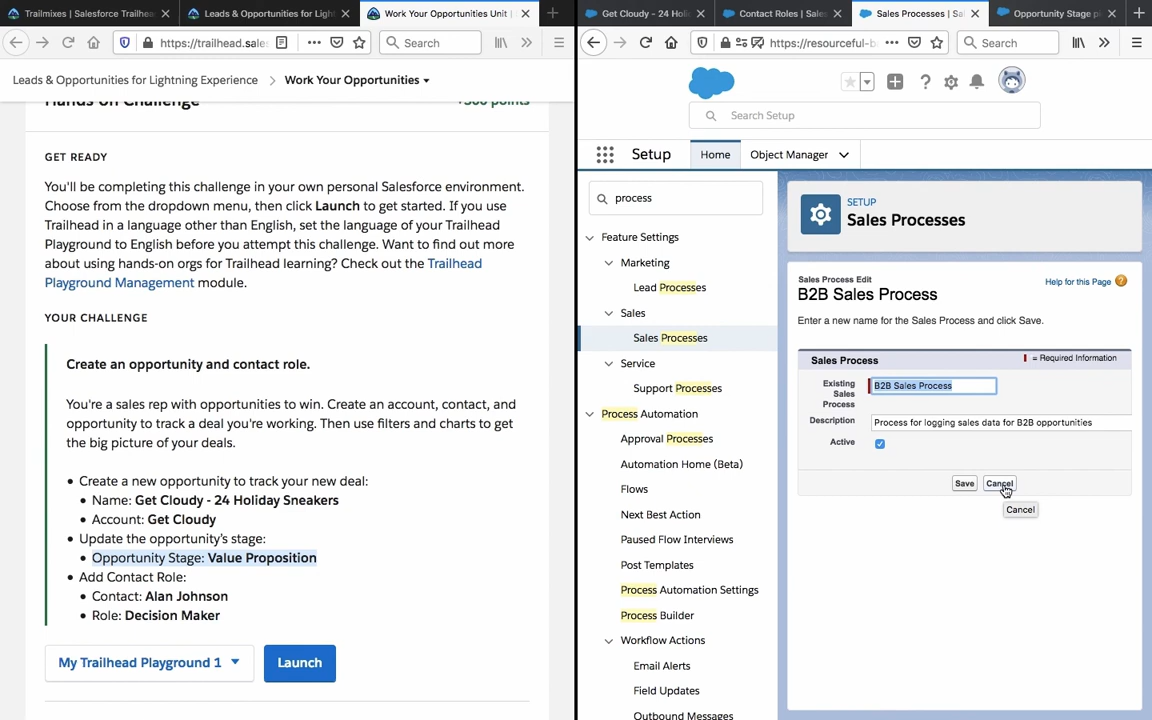 Trailmixes | Salesforce Trailhea
Leads & Opportunities for Ligh
Work Your Opportunities Unit |
https://trailhead.sale
Search
Leads & Opportunities for Lightning Experience
Work Your Opportunities
Hands-on Challenge
+500 points
GET READY
You'll be completing this challenge in your own personal Salesforce environment.
Choose from the dropdown menu, then click Launch to get started. If you use
Trailhead in a language other than English, set the language of your Trailhead
Playground to English before you attempt this challenge. Want to find out more
about using hands-on orgs for Trailhead learning? Check out the Trailhead
Playground Management module.
YOUR CHALLENGE
Create an opportunity and contact role.
You're a sales rep with opportunities to win. Create an account, contact, and
opportunity to track a deal you're working. Then use filters and charts to get
the big picture of your deals.
• Create a new opportunity to track your new deal:
• Name: Get Cloudy - 24 Holiday Sneakers
• Account: Get Cloudy
• Update the opportunity's stage:
• Opportunity Stage: Value Proposition
• Add Contact Role:
• Contact: Alan Johnson
• Role: Decision Maker
My Trailhead Playground 1
Launch
Get Cloudy - 24 Holi
Contact Roles | Sales
Sales Processes | Sal
Opportunity Stage pi
https://resourceful-b
Search
Search Setup
Setup
Home
Object Manager
process
Feature Settings
Marketing
Lead Processes
Sales
Sales Processes
Service
Support Processes
Process Automation
Approval Processes
Automation Home (Beta)
Flows
Next Best Action
Paused Flow Interviews
Post Templates
Process Automation Settings
Process Builder
Workflow Actions
Email Alerts
Field Updates
Outbound Messages
SETUP
Sales Processes
Sales Process Edit
B2B Sales Process
Help for this Page
Enter a new name for the Sales Process and click Save.
Sales Process
= Required Information
Existing
Sales
Process
B2B Sales Process
Description
Process for logging sales data for B2B opportunities
Active
Save
Cancel
Cancel